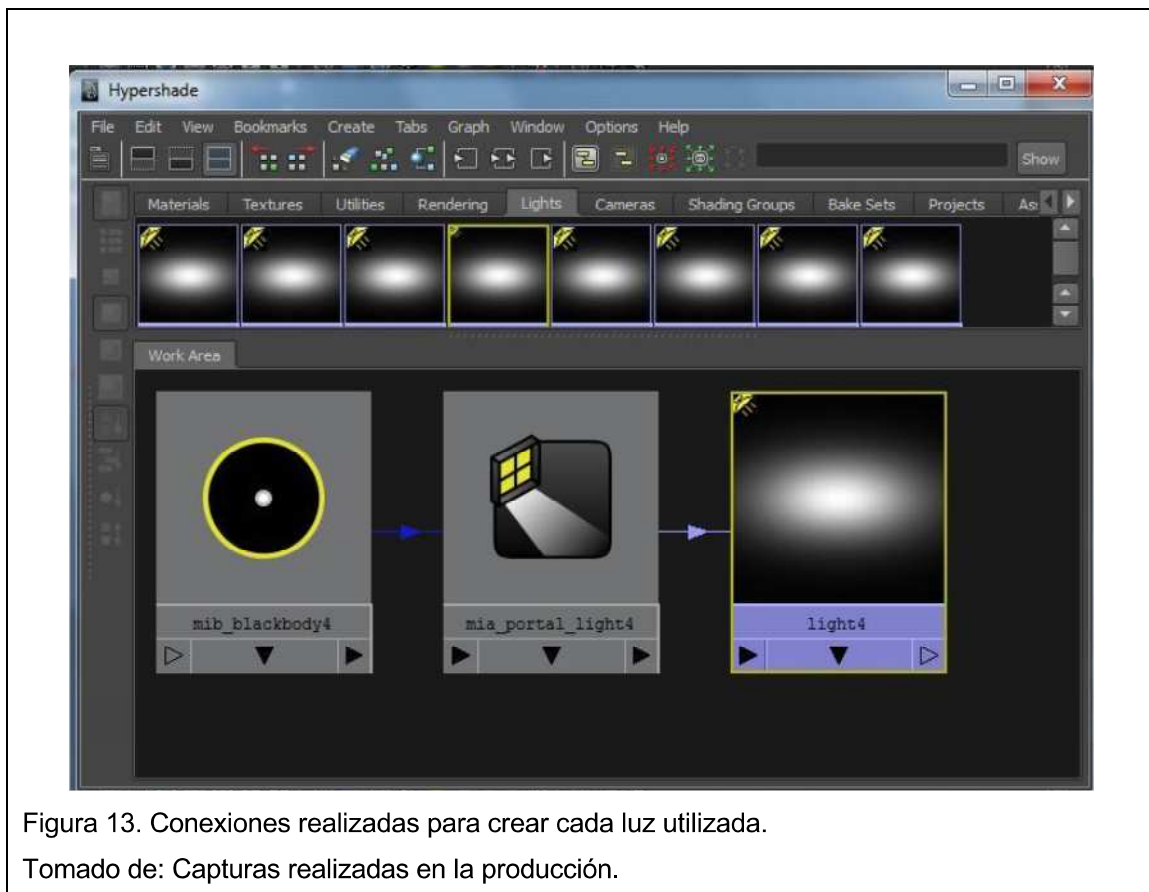 Hypershade
File Edit View Bookmarks Create Tabs Graph Window Options Help
Show
Materials Textures Utilities Rendering Lights Cameras Shading Groups Bake Sets Projects As
Work Area
mib_blackbody4 mia_portal_light4 light4
Figura 13. Conexiones realizadas para crear cada luz utilizada.
Tomado de: Capturas realizadas en la producción.